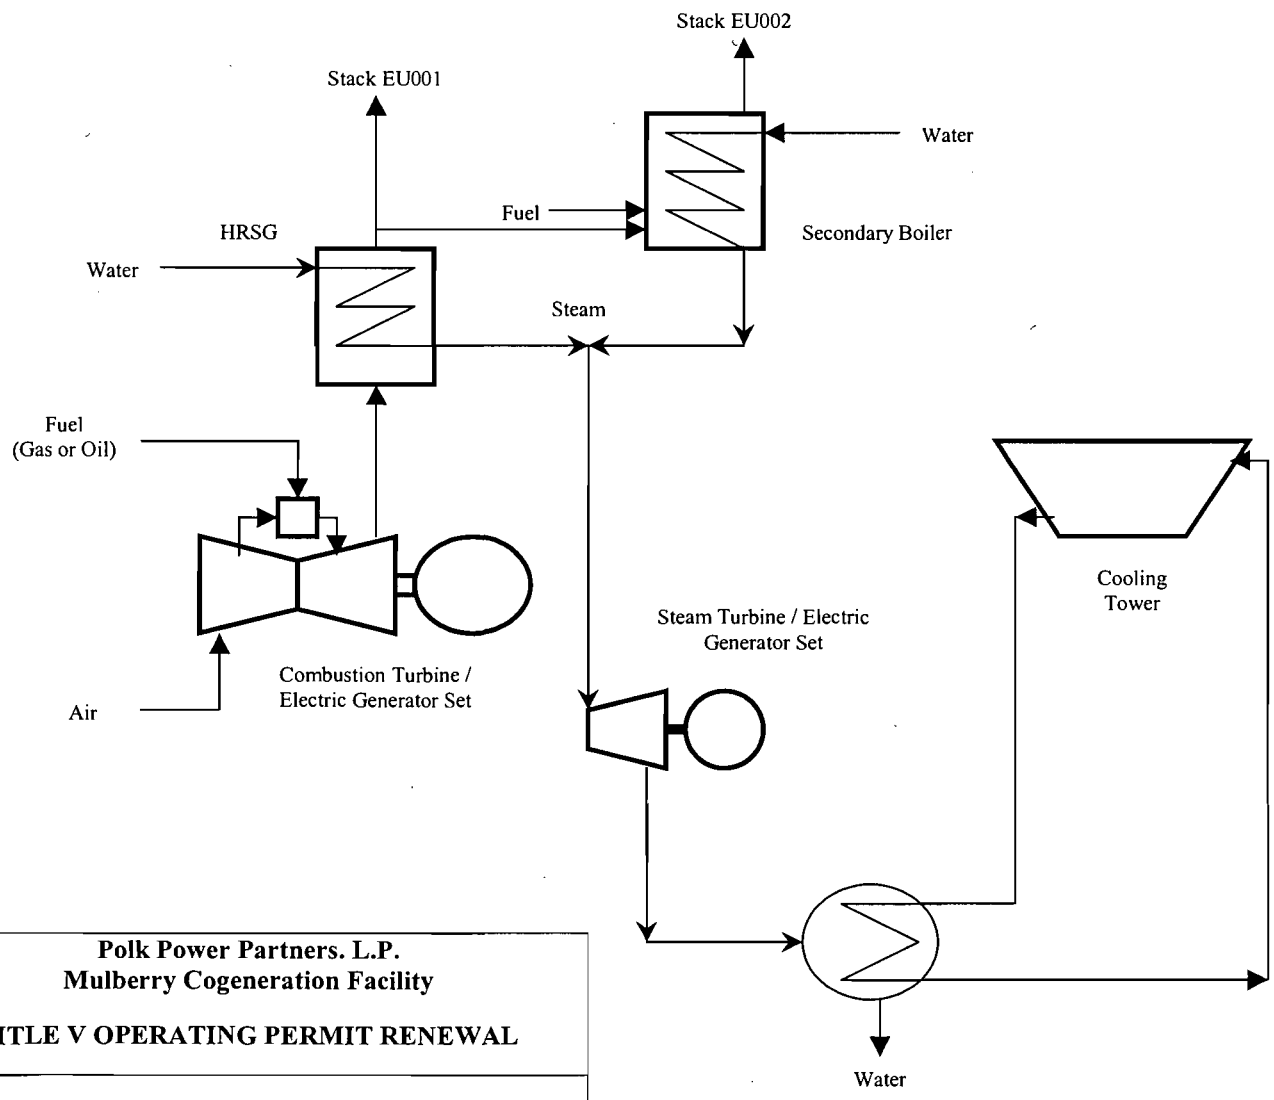 Stack EU002
Stack EU001
Water
Fuel
HRSG
Secondary Boiler
Water
Steam
Fuel
(Gas or Oil)
Cooling
Tower
Steam Turbine / Electric
Generator Set
Combustion Turbine /
Electric Generator Set
Air
Polk Power Partners. L.P.
Mulberry Cogeneration Facility
ITLE V OPERATING PERMIT RENEWAL
Water